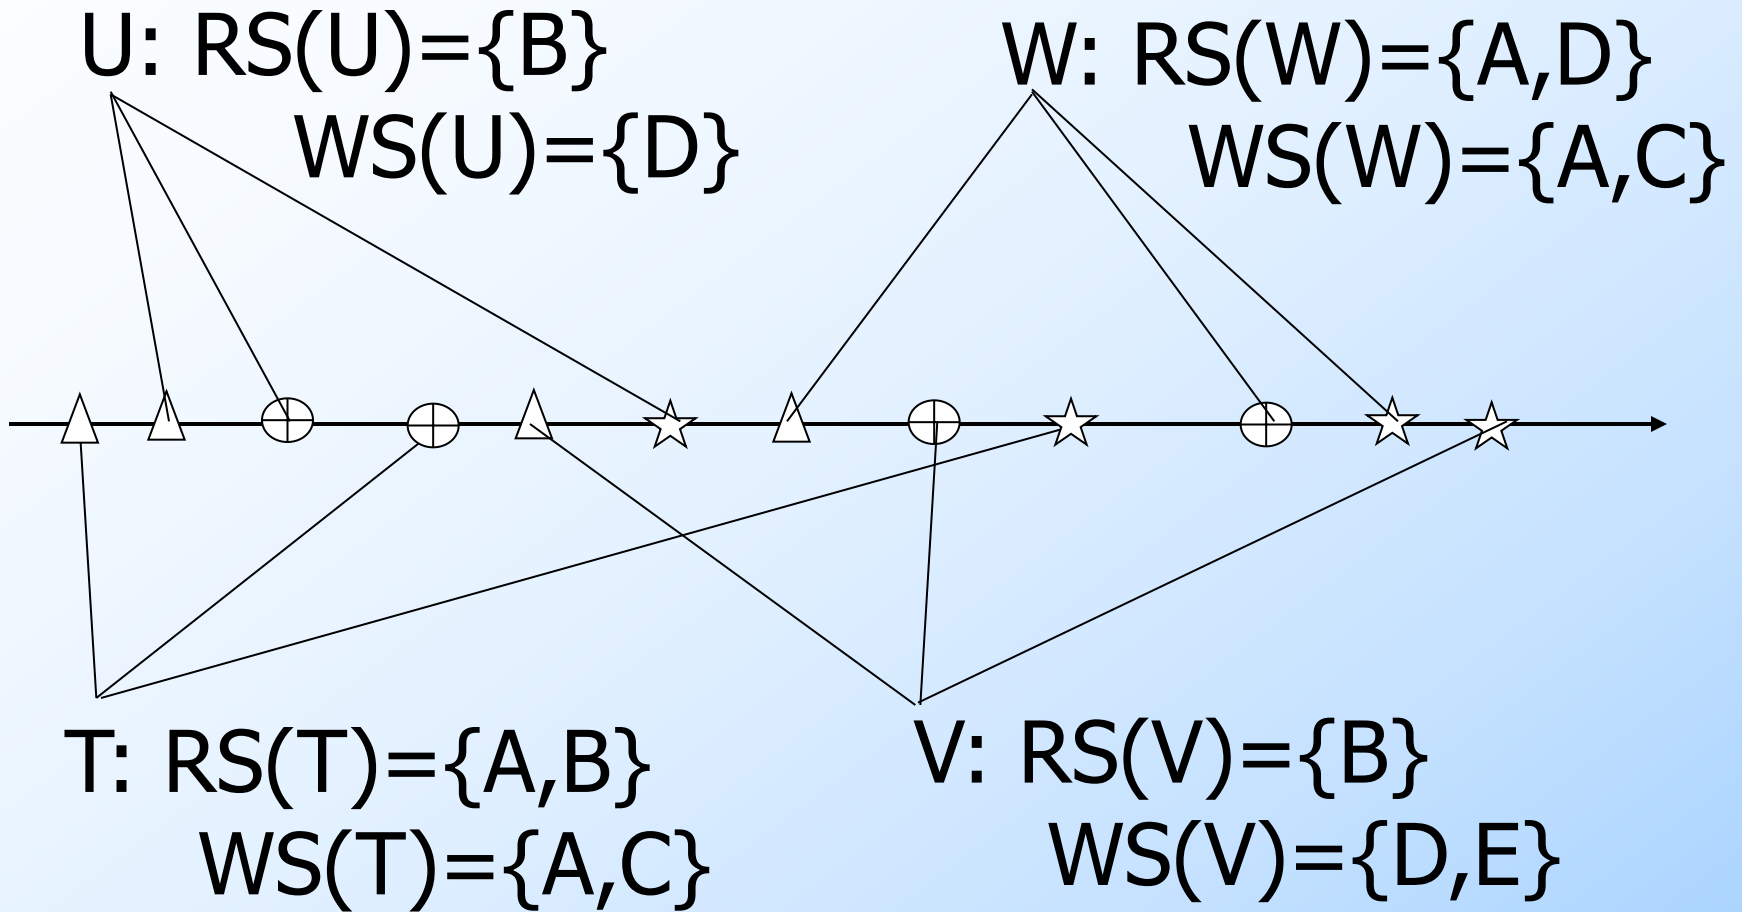 U: RS(U)={B}
WS(U)={D}
W: RS(W)={A,D}
WS(W)={A,C}
T: RS(T)={A,B}
WS(T)={A,C}
V: RS(V)={B}
WS(V)={D,E}